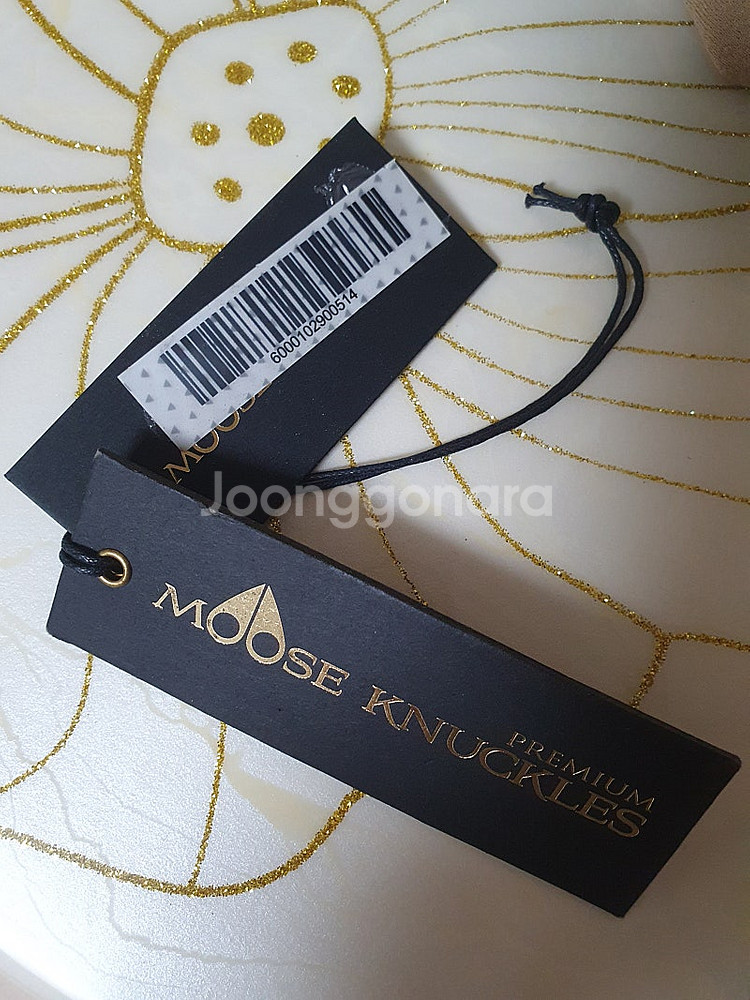 6000102900514
MOOSE
Joonggonara
MOOSE KNUCKLES
PREMIUM